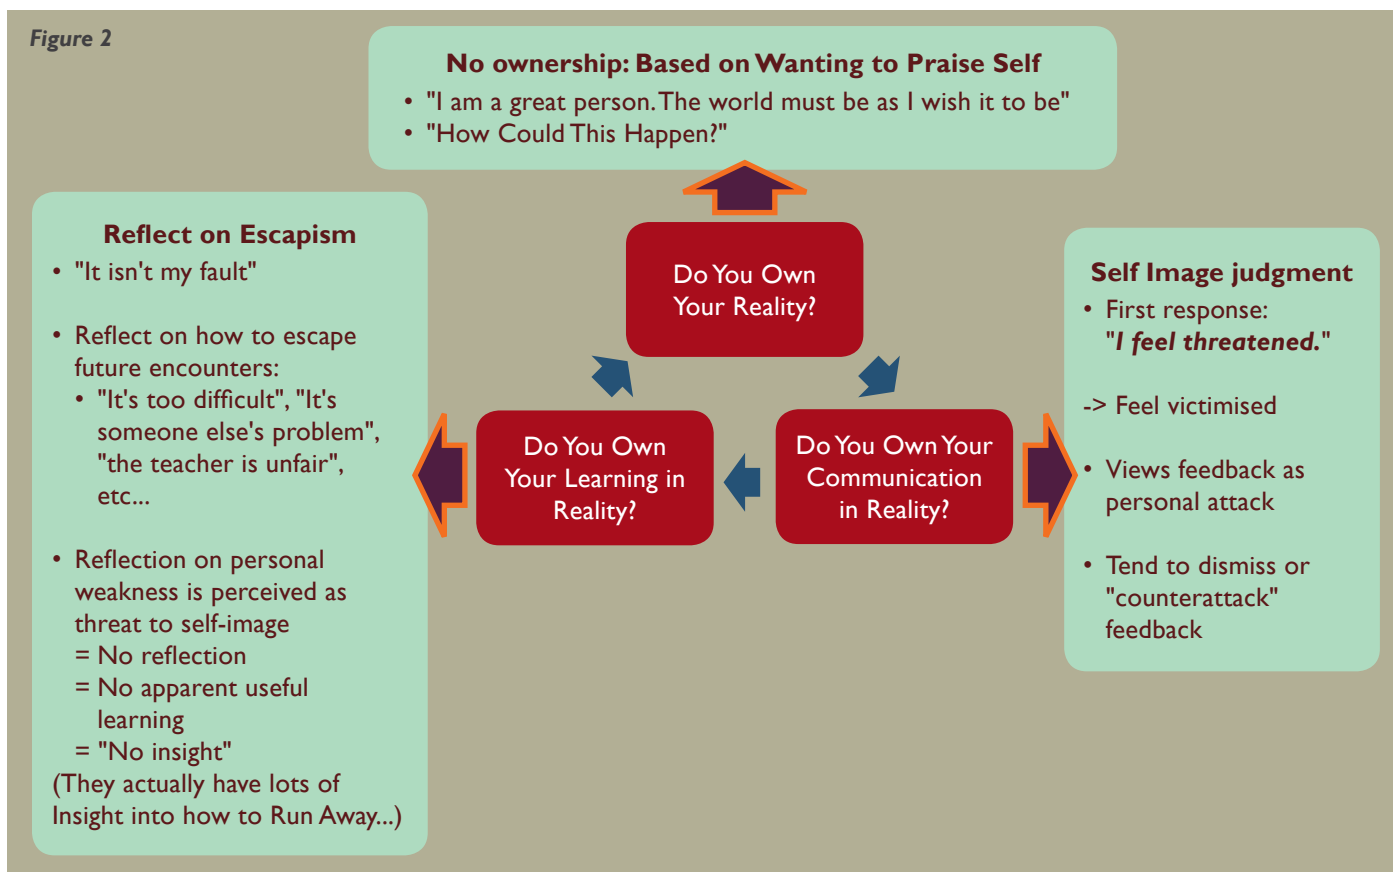 Figure 2
No ownership: Based on Wanting to Praise Self
• "I am a great person. The world must be as I wish it to be"
• "How Could This Happen?"
Reflect on Escapism
• "It isn't my fault"
• Reflect on how to escape
future encounters:
• "It's too difficult", "It's
someone else's problem",
"the teacher is unfair",
etc...
• Reflection on personal
weakness is perceived as
threat to self-image
= No reflection
= No apparent useful
learning
= "No insight"
(They actually have lots of
Insight into how to Run Away...)
Do You Own
Your Reality?
Do You Own
Your Learning in
Reality?
Do You Own Your
Communication
in Reality?
Self Image judgment
• First response:
"I feel threatened."
-> Feel victimised
• Views feedback as
personal attack
• Tend to dismiss or
"counterattack"
feedback